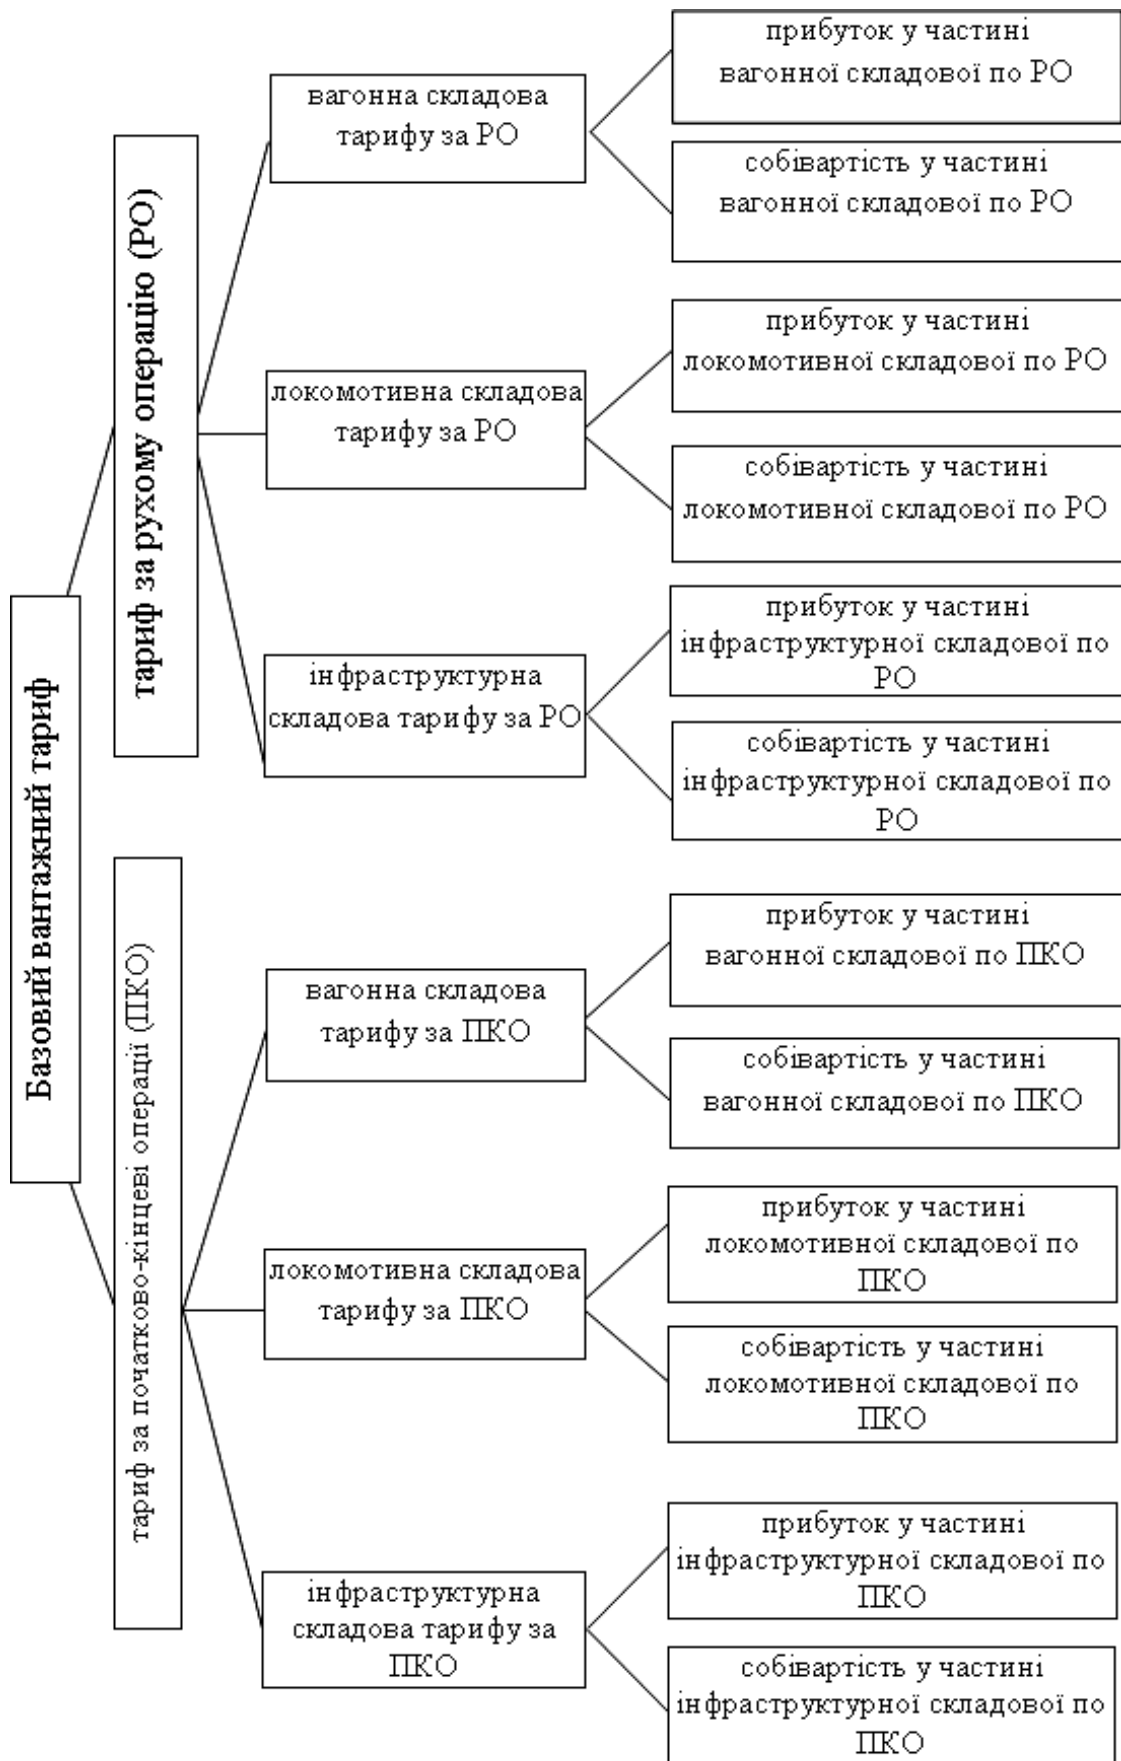 Базовий вантажний тариф
тариф за рухому операцію (РО)
вагонна складова
тарифу за РО
прибуток у частині
вагонної складової по РО
собівартість у частині
вагонної складової по РО
локомотивна складова
тарифу за РО
прибуток у частині
локомотивної складової по РО
собівартість у частині
локомотивної складової по РО
інфраструктурна
складова тарифу за РО
прибуток у частині
інфраструктурної складової по
РО
собівартість у частині
інфраструктурної складової по
РО
тариф за початково-кінцеві операції (ПКО)
вагонна складова
тарифу за ПКО
прибуток у частині
вагонної складової по ПКО
собівартість у частині
вагонної складової по ПКО
локомотивна складова
тарифу за ПКО
прибуток у частині
локомотивної складової по
ПКО
собівартість у частині
локомотивної складової по
ПКО
інфраструктурна
складова тарифу за
ПКО
прибуток у частині
інфраструктурної складової по
ПКО
собівартість у частині
інфраструктурної складової по
ПКО